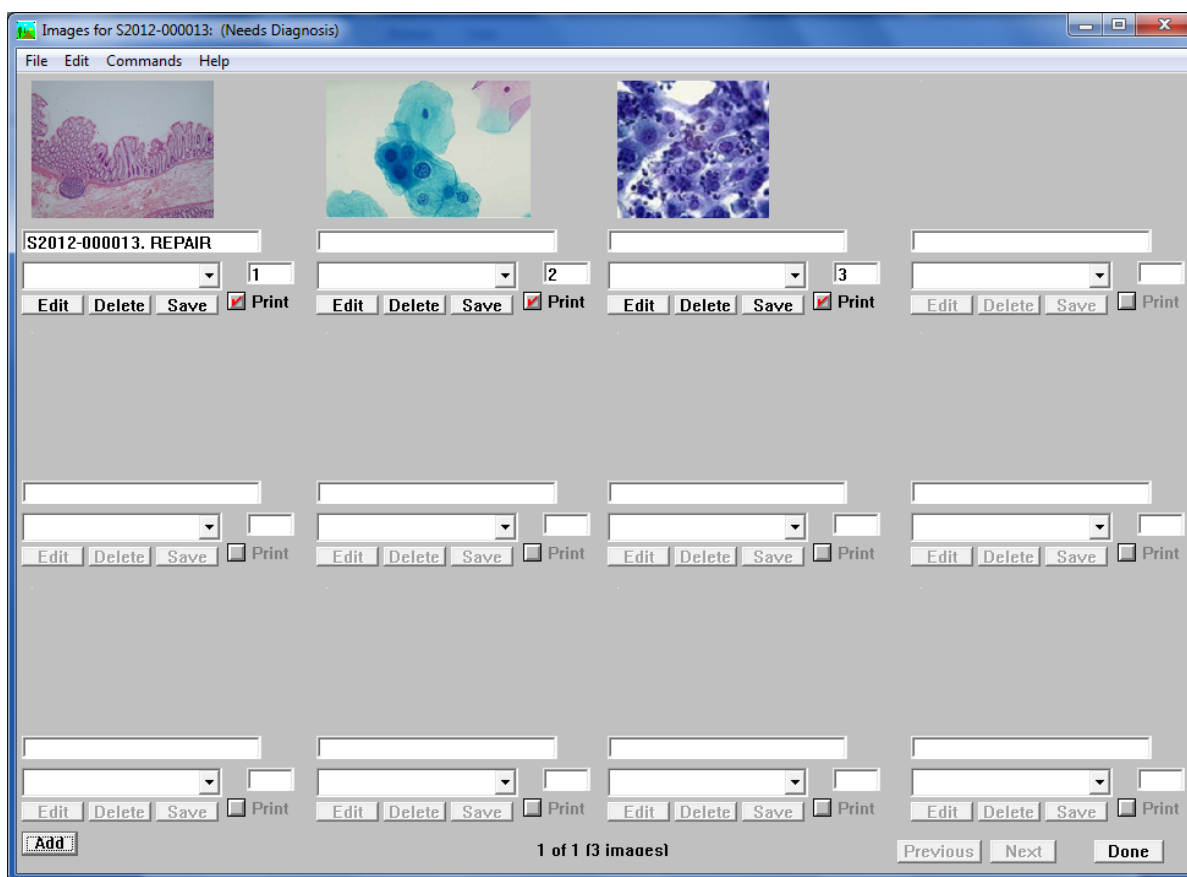 Images for S2012-000013: (Needs Diagnosis)
File Edit Commands Help
S2012-000013. REPAIR
1 2 3
Edit Delete Save Print Edit Delete Save Print Edit Delete Save Print Edit Delete Save Print
Edit Delete Save Print Edit Delete Save Print Edit Delete Save Print Edit Delete Save Print
Edit Delete Save Print Edit Delete Save Print Edit Delete Save Print Edit Delete Save Print
Add 1 of 1 (3 images) Previous Next Done